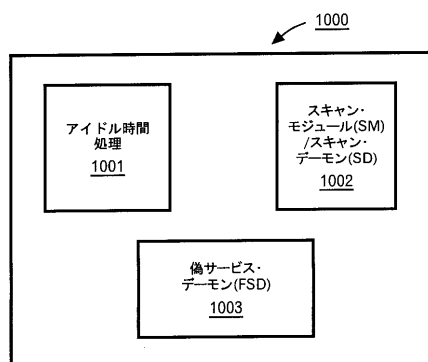 1000
アイドル時間
処理
1001
スキャン・
モジュール(SM)
/スキャン・
デーモン(SD)
1002
偽サービス・
デーモン(FSD)
1003